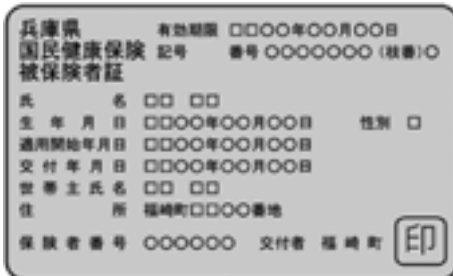 兵庫県 有効期限 □□○○年○○月○○日
国民健康保険 記号 番号 ○○○○○○○ (枝番)○
被保険者証
氏名 □□ □□
生年月日 □□○○年○○月○○日 性別 □
適用開始年月日 □□○○年○○月○○日
交付年月日 □□○○年○○月○○日
世帯主氏名 □□ □□
住所 福崎町□□○○番地
保険者番号 ○○○○○○ 交付者 福崎町 印